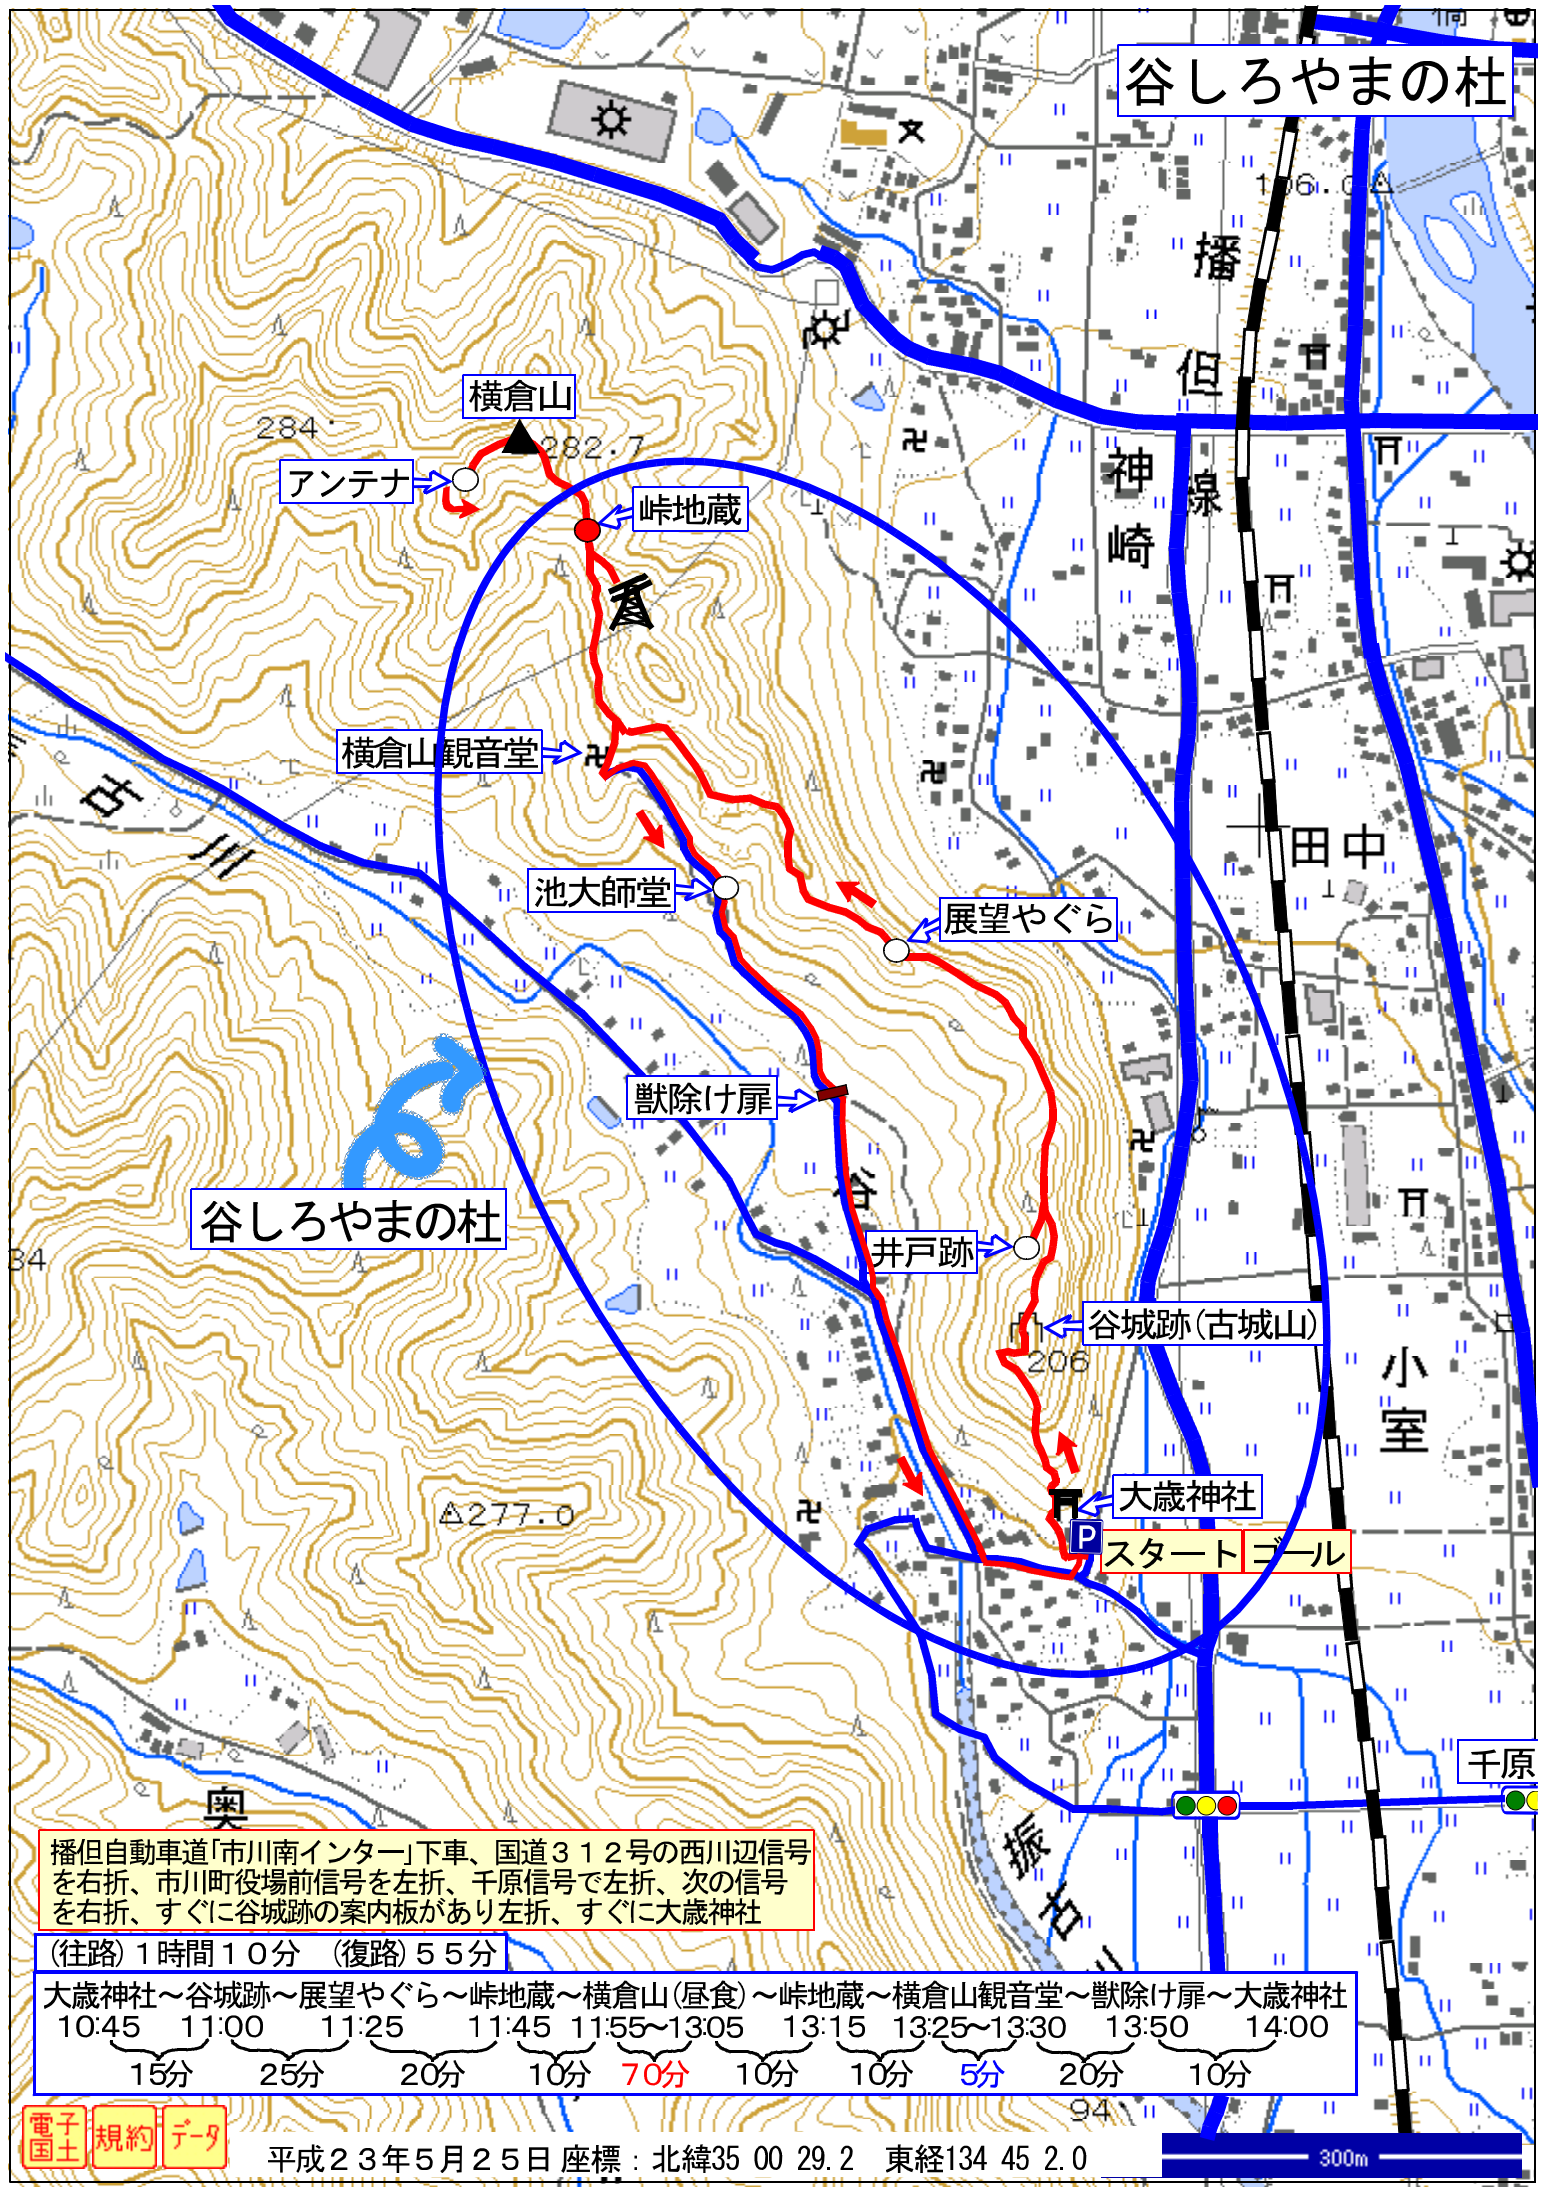 谷しろやまの杜
106.0
播
但
線
神
崎
横倉山
284
282.7
アンテナ
峠地蔵
横倉山観音堂
古
川
田中
池大師堂
展望やぐら
獣除け扉
谷
谷しろやまの杜
井戸跡
谷城跡(古城山)
206
小
室
277.0
大歳神社
P
スタート
ゴール
千原
奥
振
古
川
播但自動車道「市川南インター」下車、国道312号の西川辺信号
を右折、市川町役場前信号を左折、千原信号で左折、次の信号
を右折、すぐに谷城跡の案内板があり左折、すぐに大歳神社
(往路)1時間10分 (復路)55分
大歳神社~谷城跡~展望やぐら~峠地蔵~横倉山(昼食)~峠地蔵~横倉山観音堂~獣除け扉~大歳神社
10:45 11:00 11:25 11:45 11:55~13:05 13:15 13:25~13:30 13:50 14:00
15分 25分 20分 10分 70分 10分 10分 5分 20分 10分
94
電子
国土
規約
データ
平成23年5月25日 座標:北緯35 00 29.2 東経134 45 2.0
300m